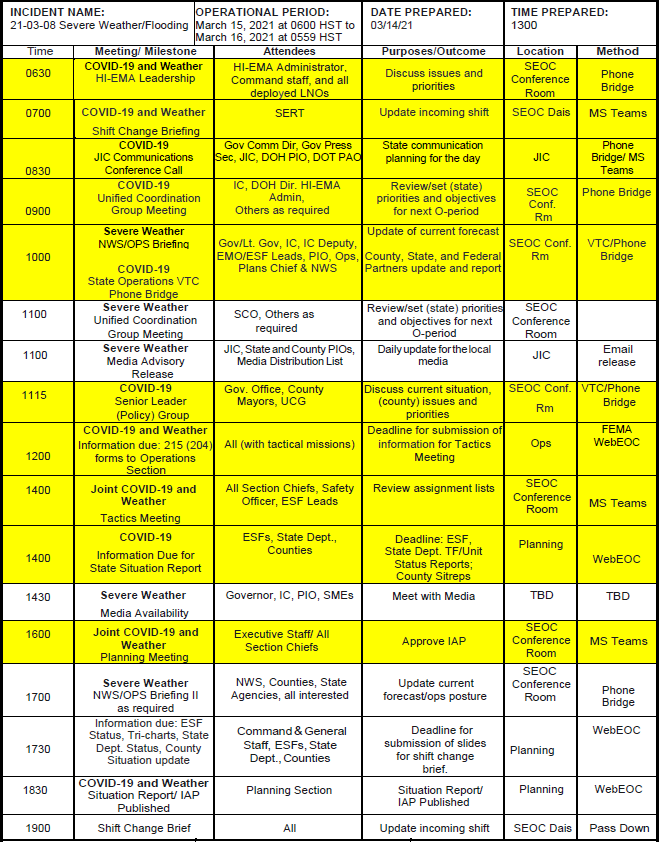 INCIDENT NAME:
21-03-08 Severe Weather/Flooding
OPERATIONAL PERIOD:
March 15, 2021 at 0600 HST to
March 16, 2021 at 0559 HST
DATE PREPARED:
03/14/21
TIME PREPARED:
1300
Time
Meeting/ Milestone
Attendees
Purposes/Outcome
Location
Method
0630
COVID-19 and Weather
HI-EMA Leadership
HI-EMA Administrator,
Command staff, and all
deployed LNOs
Discuss issues and
priorities
SEOC
Conference
Room
Phone
Bridge
0700
COVID-19 and Weather
Shift Change Briefing
SERT
Update incoming shift
SEOC Dais
MS Teams
0830
COVID-19
JIC Communications
Conference Call
Gov Comm Dir, Gov Press
Sec, JIC, DOH PIO, DOT PAO
State communication
planning for the day
JIC
Phone
Bridge/ MS
Teams
0900
COVID-19
Unified Coordination
Group Meeting
IC, DOH Dir. HI-EMA
Admin,
Others as required
Review/set (state)
priorities and objectives
for next O-period
SEOC
Conf.
Rm
Phone Bridge
1000
Severe Weather
NWS/OPS Briefing
COVID-19
State Operations VTC
Phone Bridge
Gov/Lt. Gov, IC, IC Deputy,
EMO/ESF Leads, PIO, Ops,
Plans Chief & NWS
Update of current forecast
County, State, and Federal
Partners update and report
SEOC Conf.
Rm
VTC/Phone
Bridge
1100
Severe Weather
Unified Coordination
Group Meeting
SCO, Others as
required
Review/set (state) priorities
and objectives for next
O-period
SEOC
Conference
Room
1100
Severe Weather
Media Advisory
Release
JIC, State and County PIOs,
Media Distribution List
Daily update for the local
media
JIC
Email
release
1115
COVID-19
Senior Leader
(Policy) Group
Gov. Office, County
Mayors, UCG
Discuss current situation,
(county) issues and
priorities
SEOC Conf.
Rm
VTC/Phone
Bridge
1200
COVID-19 and Weather
Information due: 215 (204)
forms to Operations
Section
All (with tactical missions)
Deadline for submission of
information for Tactics
Meeting
Ops
FEMA
WebEOC
1400
Joint COVID-19 and
Weather
Tactics Meeting
All Section Chiefs, Safety
Officer, ESF Leads
Review assignment lists
SEOC
Conference
Room
MS Teams
1400
COVID-19
Information Due for
State Situation Report
ESFs, State Dept.,
Counties
Deadline: ESF,
State Dept. TF/Unit
Status Reports;
County Sitreps
Planning
WebEOC
1430
Severe Weather
Media Availability
Governor, IC, PIO, SMEs
Meet with Media
TBD
TBD
1600
Joint COVID-19 and
Weather
Planning Meeting
Executive Staff/ All
Section Chiefs
Approve IAP
SEOC
Conference
Room
MS Teams
1700
Severe Weather
NWS/OPS Briefing II
as required
NWS, Counties, State
Agencies, all interested
Update current
forecast/ops posture
SEOC
Conference
Room
Phone
Bridge
1730
Information due: ESF
Status, Tri-charts, State
Dept. Status, County
Situation update
Command & General
Staff, ESFs, State
Dept., Counties
Deadline for
submission of slides
for shift change
brief.
Planning
WebEOC
1830
COVID-19 and Weather
Situation Report/ IAP
Published
Planning Section
Situation Report/
IAP Published
Planning
WebEOC
1900
Shift Change Brief
All
Update incoming shift
SEOC Dais
Pass Down